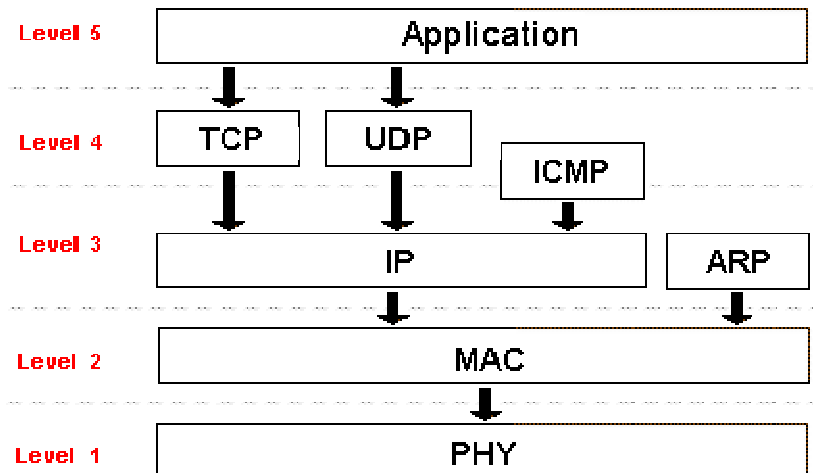 Level 5
Application
Level 4
TCP
UDP
ICMP
Level 3
IP
ARP
Level 2
MAC
Level 1
PHY